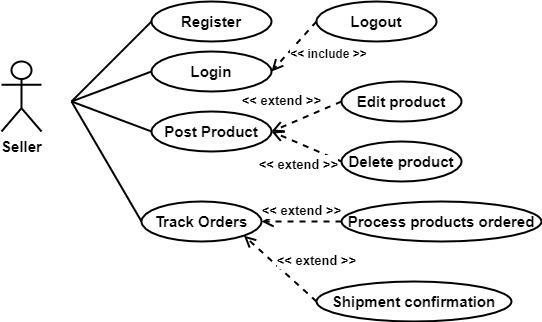 Register
Logout
<< include >>
Login
<< extend >>
Edit product
Post Product
Seller
<< extend >>
Delete product
<< extend >>
Track Orders
Process products ordered
<< extend >>
Shipment confirmation